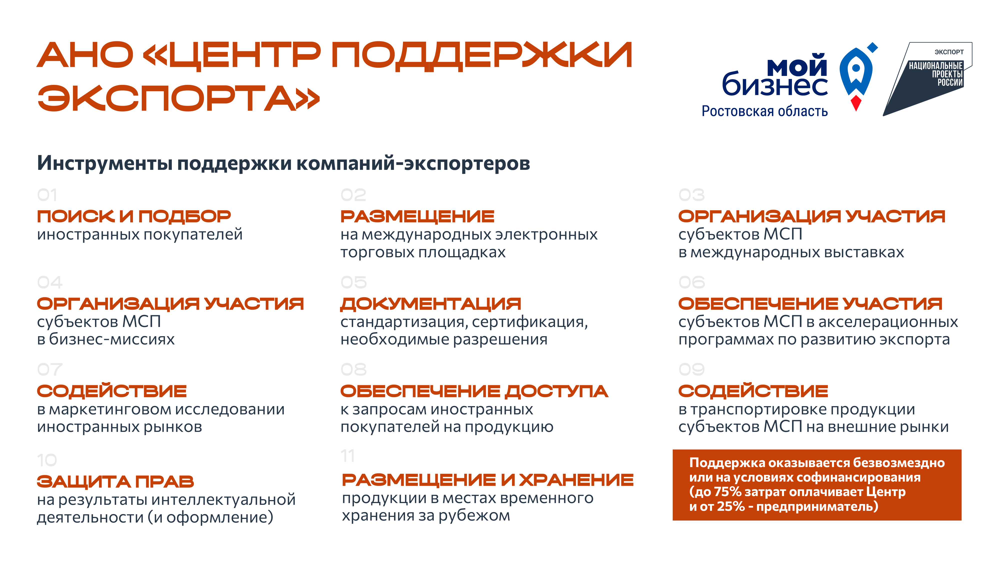 АНО «ЦЕНТР ПОДДЕРЖКИ
ЭКСПОРТА»
мой
бизнес
Ростовская область
ЭКСПОРТ
НАЦИОНАЛЬНЫЕ
ПРОЕКТЫ
РОССИИ
Инструменты поддержки компаний-экспортеров
01
ПОИСК И ПОДБОР
иностранных покупателей
02
РАЗМЕЩЕНИЕ
на международных электронных
торговых площадках
03
ОРГАНИЗАЦИЯ УЧАСТИЯ
субъектов МСП
в международных выставках
04
ОРГАНИЗАЦИЯ УЧАСТИЯ
субъектов МСП
в бизнес-миссиях
05
ДОКУМЕНТАЦИЯ
стандартизация, сертификация,
необходимые разрешения
06
ОБЕСПЕЧЕНИЕ УЧАСТИЯ
субъектов МСП в акселерационных
программах по развитию экспорта
07
СОДЕЙСТВИЕ
в маркетинговом исследовании
иностранных рынков
08
ОБЕСПЕЧЕНИЕ ДОСТУПА
к запросам иностранных
покупателей на продукцию
09
СОДЕЙСТВИЕ
в транспортировке продукции
субъектов МСП на внешние рынки
10
ЗАЩИТА ПРАВ
на результаты интеллектуальной
деятельности (и оформление)
11
РАЗМЕЩЕНИЕ И ХРАНЕНИЕ
продукции в местах временного
хранения за рубежом
Поддержка оказывается безвозмездно
или на условиях софинансирования
(до 75% затрат оплачивает Центр
и от 25% - предприниматель)